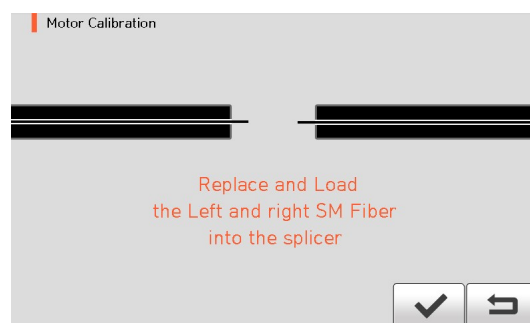 Motor Calibration
Replace and Load
the Left and right SM Fiber
into the splicer